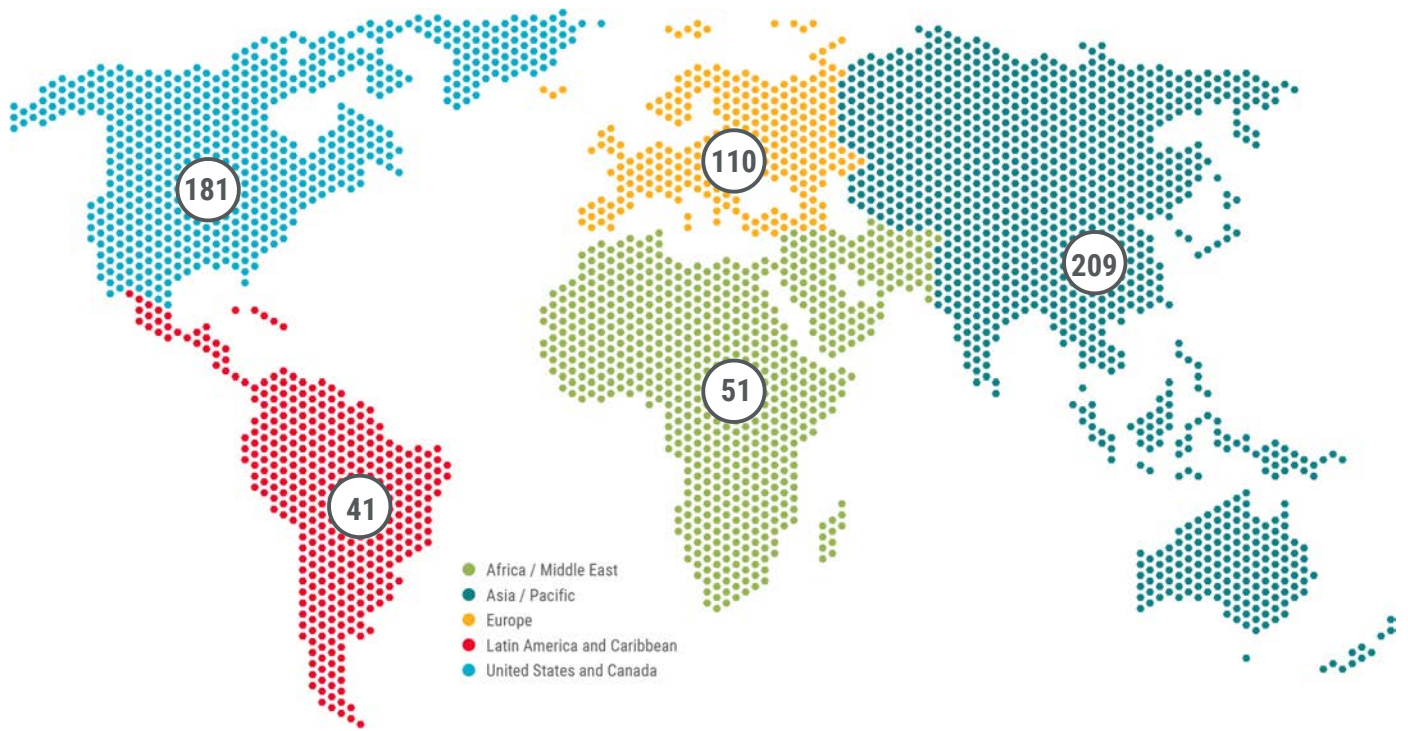 110
181
209
51
41
Africa / Middle East
Asia / Pacific
Europe
Latin America and Caribbean
United States and Canada